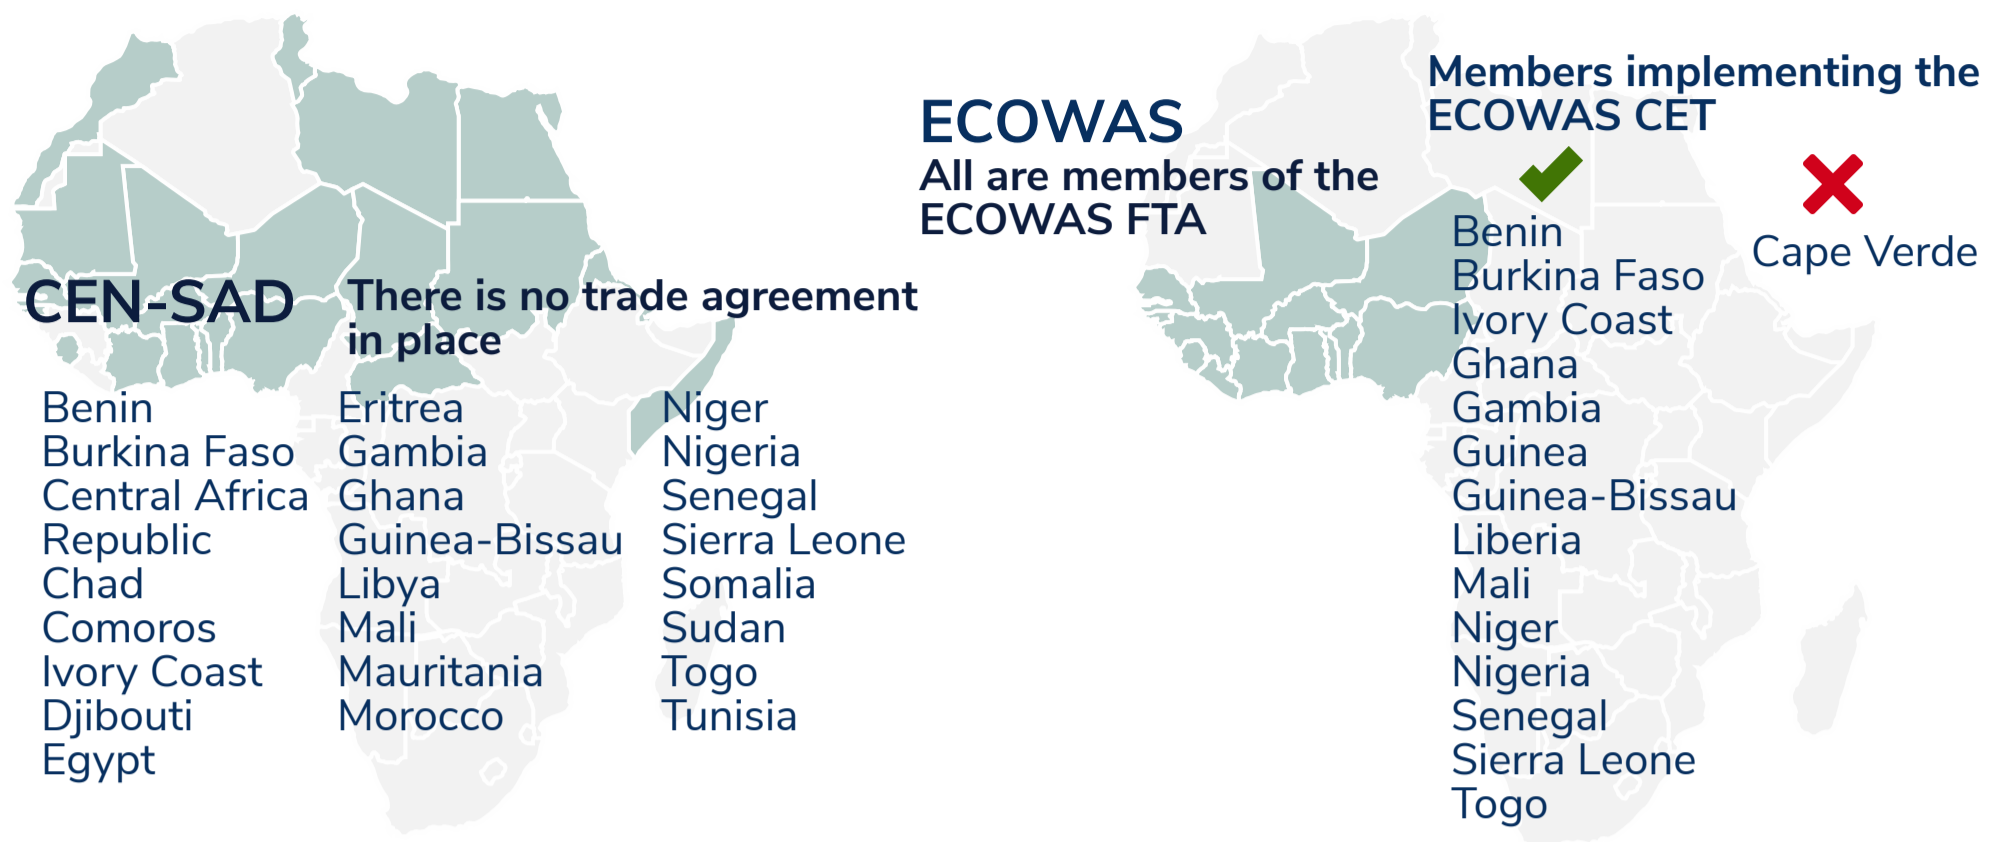 CEN-SAD
There is no trade agreement
in place
Benin
Burkina Faso
Central Africa
Republic
Chad
Comoros
Ivory Coast
Djibouti
Egypt
Eritrea
Gambia
Ghana
Guinea-Bissau
Libya
Mali
Mauritania
Morocco
Niger
Nigeria
Senegal
Sierra Leone
Somalia
Sudan
Togo
Tunisia
ECOWAS
All are members of the
ECOWAS FTA
Members implementing the
ECOWAS CET
Benin
Burkina Faso
Ivory Coast
Ghana
Gambia
Guinea
Guinea-Bissau
Liberia
Mali
Niger
Nigeria
Senegal
Sierra Leone
Togo
Cape Verde